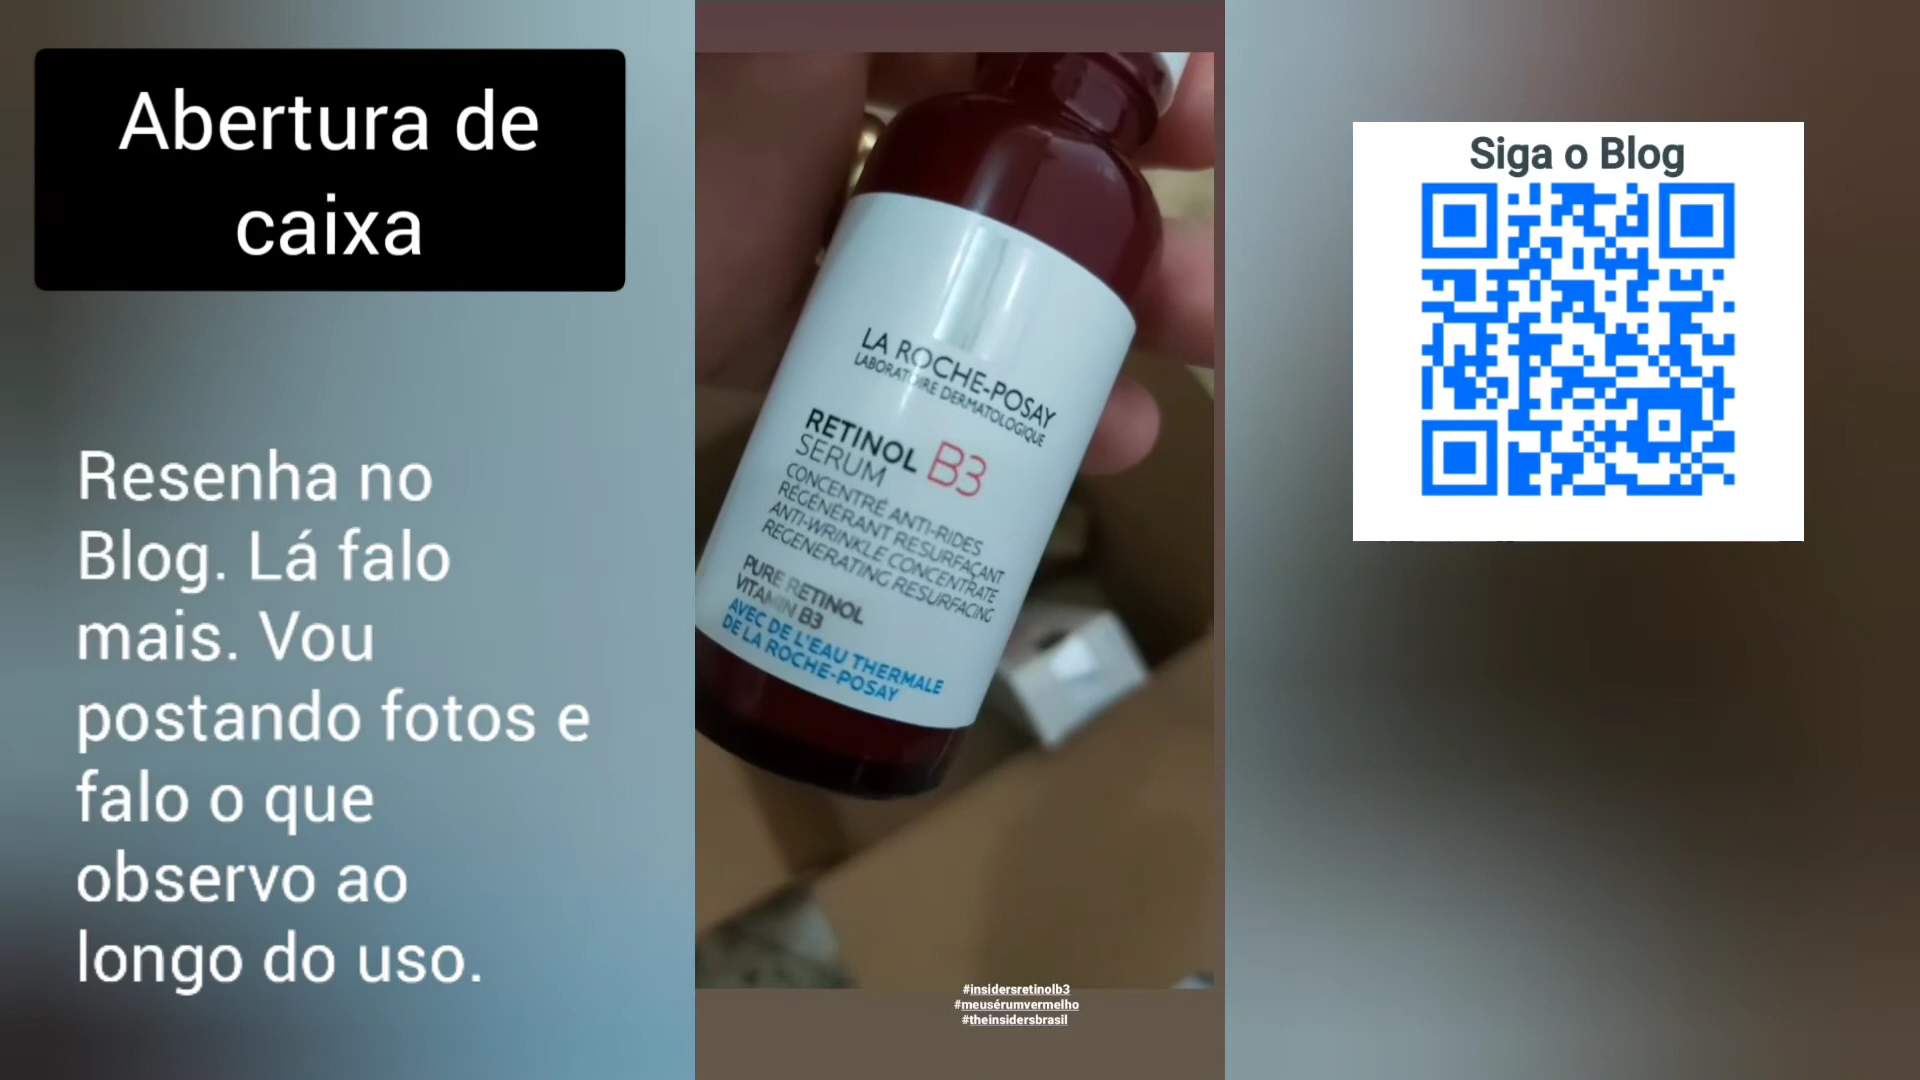 Abertura de
caixa
Resenha no
Blog. Lá falo
mais. Vou
postando fotos e
falo o que
observo ao
longo do uso.
LA ROCHE-POSAY
LABORATOIRE DERMATOLOGIQUE
RETINOL B3
SERUM
CONCENTRÉ ANTI-RIDES
RÉGÉNÉRANT RESURFAÇANT
ANTI-WRINKLE CONCENTRATE
REGENERATING RESURFACING
PURE RETINOL
VITAMIN B3
AVEC DE L'EAU THERMALE
DE LA ROCHE-POSAY
#insidersretinolb3
#meusérumvermelho
#theinsidersbrasil
Siga o Blog